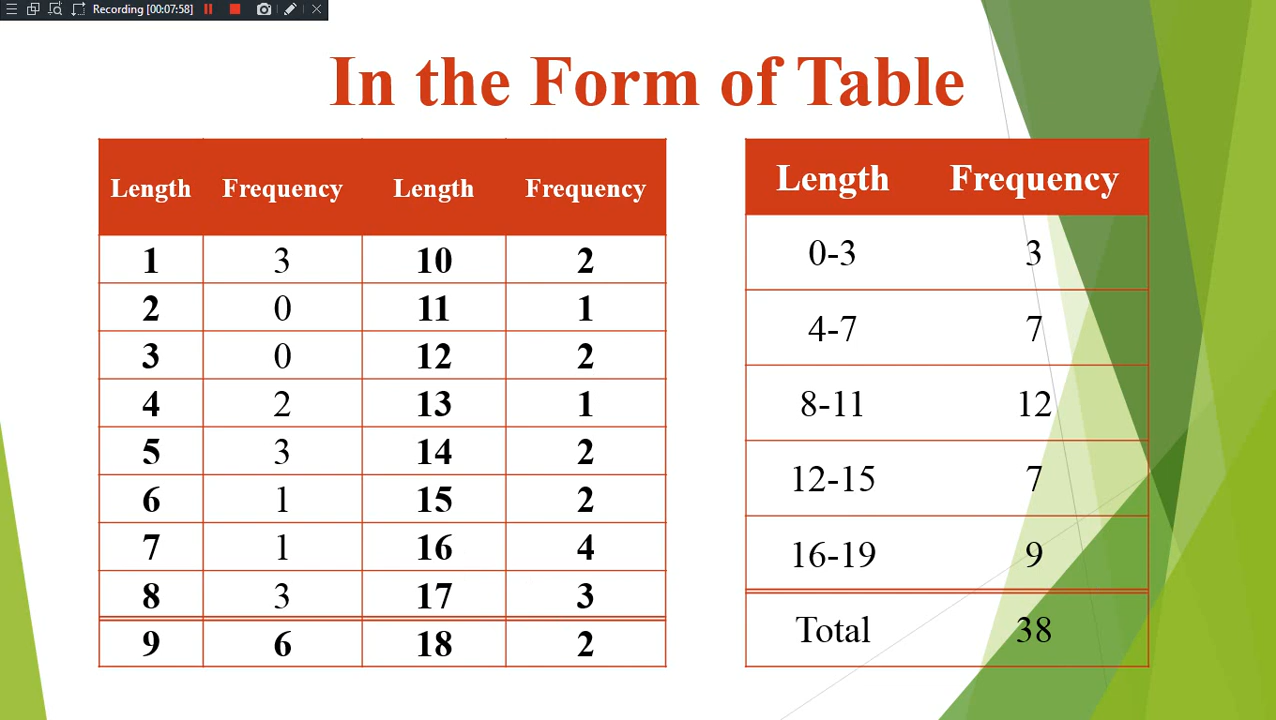 Recording [00:07:58]
In the Form of Table
Length Frequency Length Frequency
1 3 10 2
2 0 11 1
3 0 12 2
4 2 13 1
5 3 14 2
6 1 15 2
7 1 16 4
8 3 17 3
9 6 18 2
Length Frequency
0-3 3
4-7 7
8-11 12
12-15 7
16-19 9
Total 38